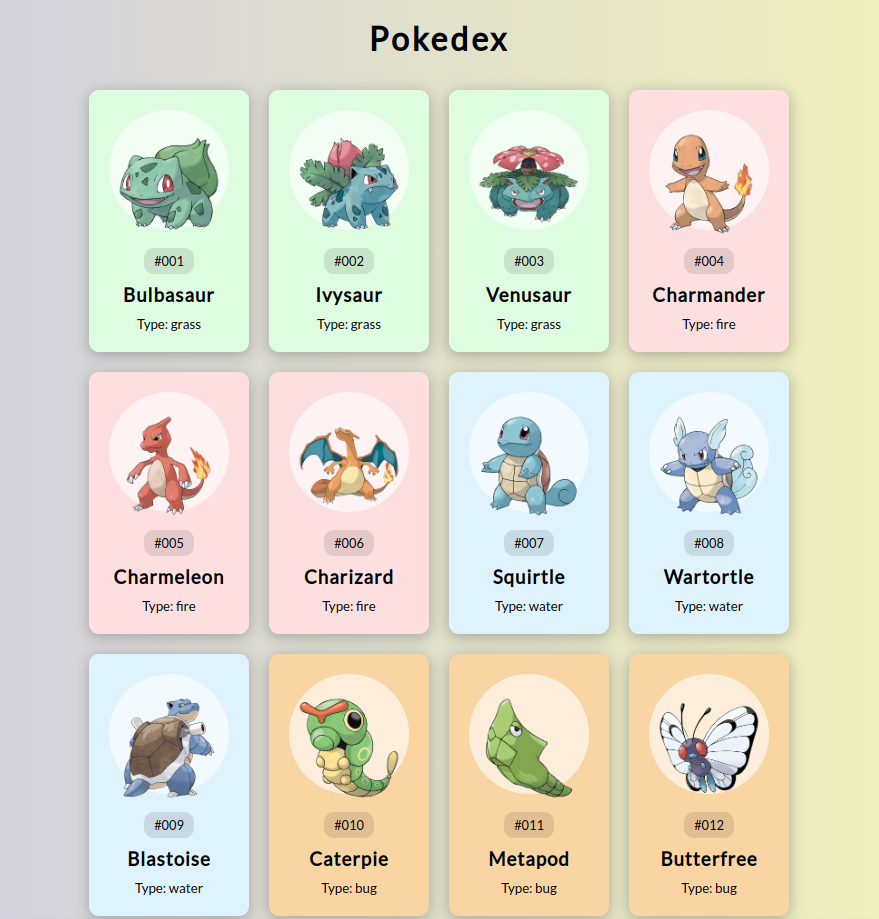 Pokedex
#001
Bulbasaur
Type: grass
#002
Ivysaur
Type: grass
#003
Venusaur
Type: grass
#004
Charmander
Type: fire
#005
Charmeleon
Type: fire
#006
Charizard
Type: fire
#007
Squirtle
Type: water
#008
Wartortle
Type: water
#009
Blastoise
Type: water
#010
Caterpie
Type: bug
#011
Metapod
Type: bug
#012
Butterfree
Type: bug